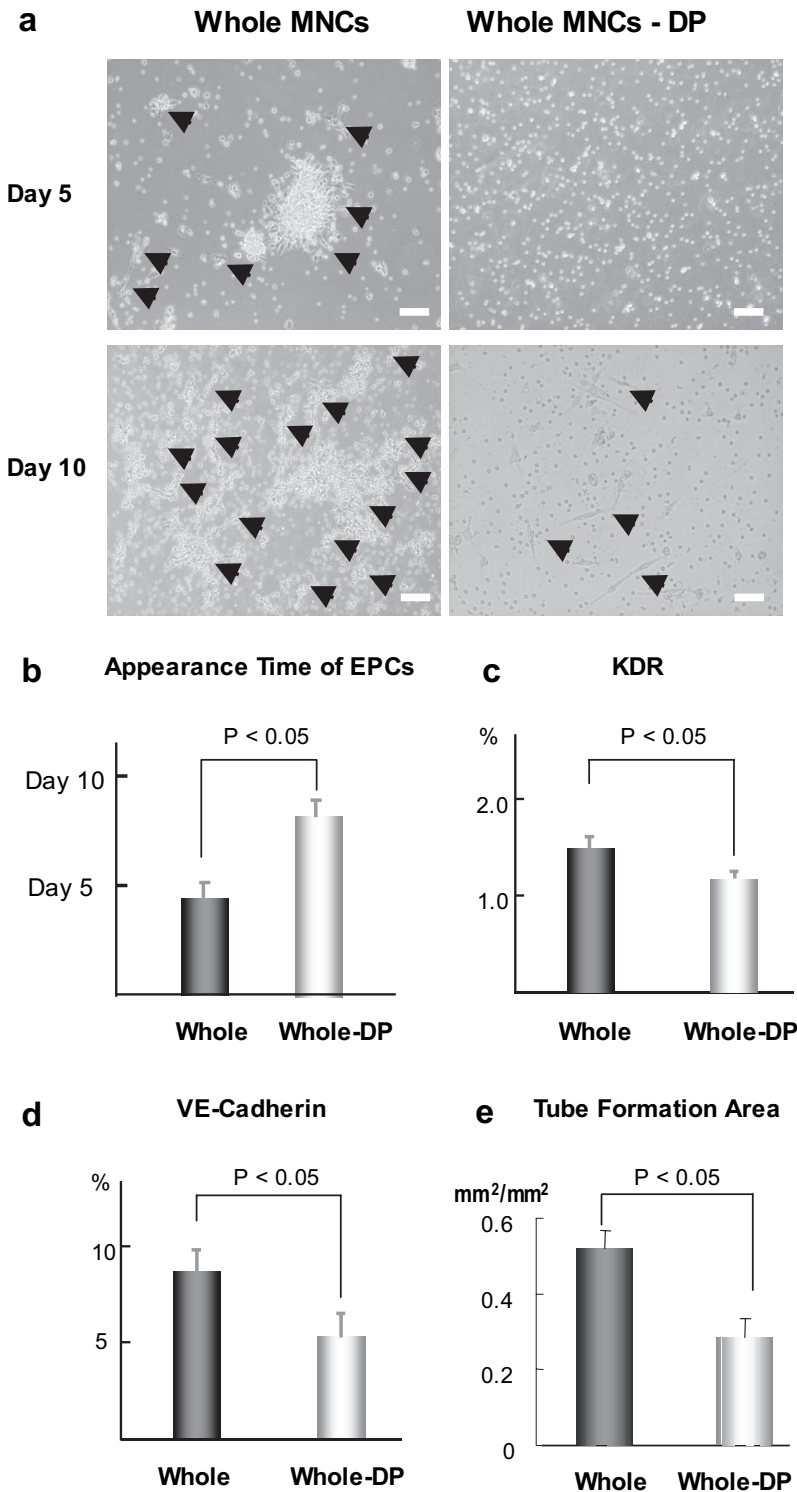 a
Whole MNCs Whole MNCs - DP
Day 5
Day 10
b Appearance Time of EPCs
P < 0.05
Day 10
Day 5
Whole Whole-DP
c KDR
%
P < 0.05
2.0
1.0
Whole Whole-DP
d VE-Cadherin
%
P < 0.05
10
5
Whole Whole-DP
e Tube Formation Area
mm²/mm²
P < 0.05
0.6
0.4
0.2
0
Whole Whole-DP